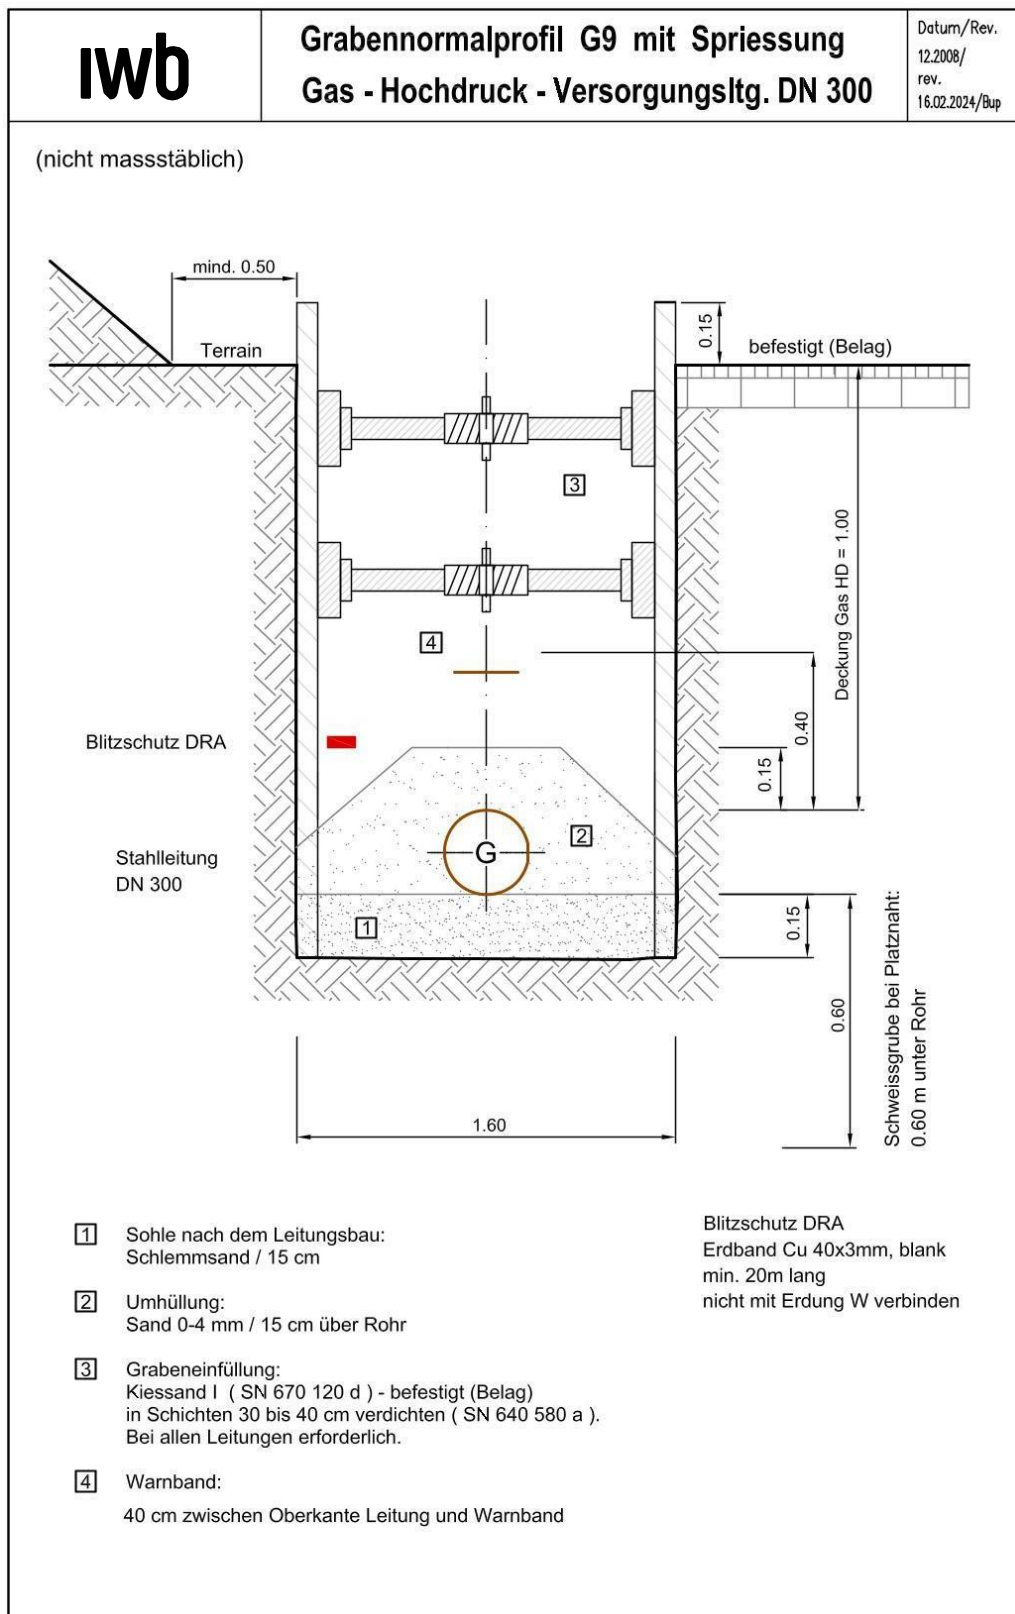 iwb
Grabennormalprofil G9 mit Spriessung
Gas - Hochdruck - Versorgungsltg. DN 300
Datum/Rev.
12.2008/
rev.
16.02.2024/Bup
(nicht massstäblich)
mind. 0.50
Terrain
0.15
befestigt (Belag)
3
4
Deckung Gas HD = 1.00
0.40
Blitzschutz DRA
0.15
2
G
Stahlleitung
DN 300
1
0.15
0.60
Schweissgrube bei Platznaht:
0.60 m unter Rohr
1.60
1 Sohle nach dem Leitungsbau:
Schlemmsand / 15 cm
2 Umhüllung:
Sand 0-4 mm / 15 cm über Rohr
3 Grabeneinfüllung:
Kiessand I ( SN 670 120 d ) - befestigt (Belag)
in Schichten 30 bis 40 cm verdichten ( SN 640 580 a ).
Bei allen Leitungen erforderlich.
4 Warnband:
40 cm zwischen Oberkante Leitung und Warnband
Blitzschutz DRA
Erdband Cu 40x3mm, blank
min. 20m lang
nicht mit Erdung W verbinden